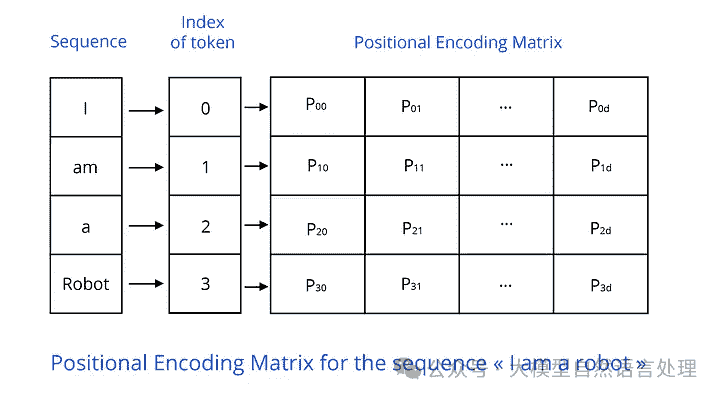 Sequence
Index
of token
Positional Encoding Matrix
I
0
P00
P01
...
P0d
am
1
P10
P11
...
P1d
a
2
P20
P21
...
P2d
Robot
3
P30
P31
...
P3d
Positional Encoding Matrix for the sequence « I am a robot »
公众号 · 大模型自然语言处理